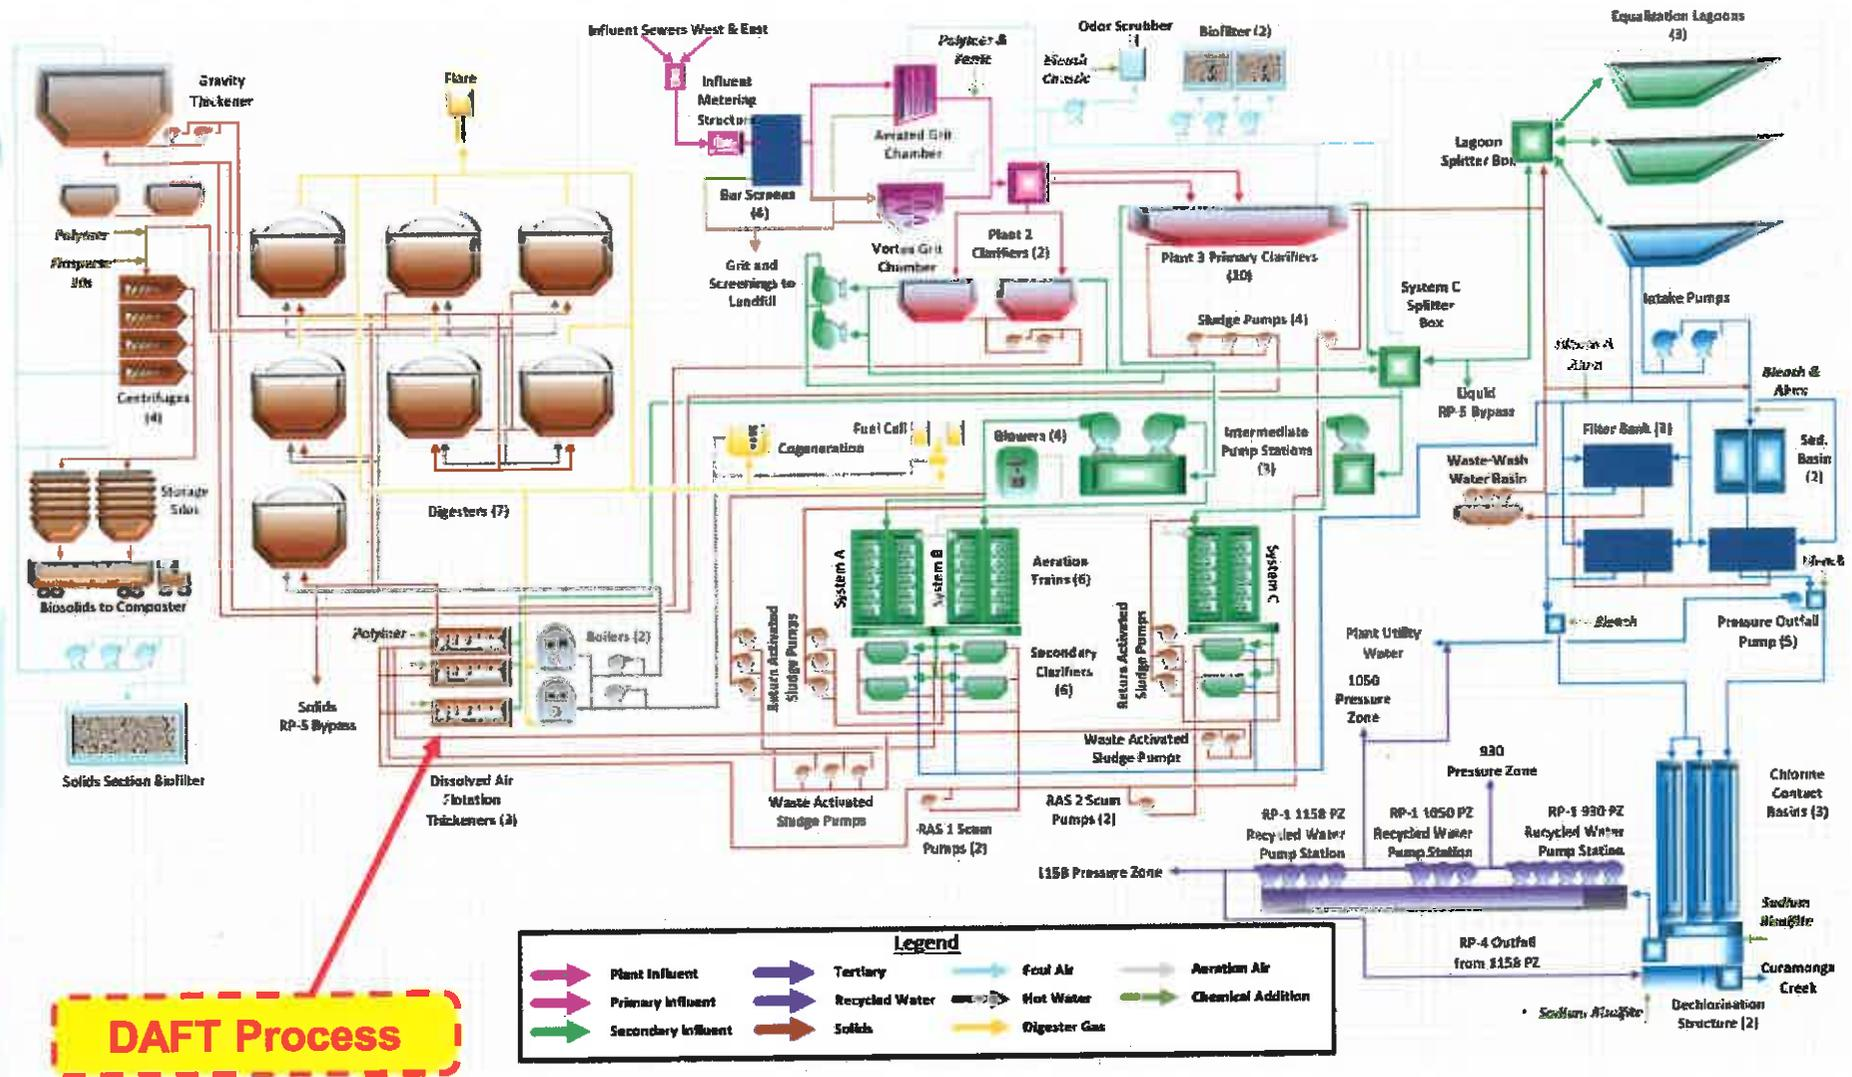 Influent Sewers West & East
Odor Scrubber
Biofilter (2)
Equalization Lagoons
(3)
Gravity
Thickener
Flare
Influent
Metering
Structure
Polymer &
Ferric
Bleach
Caustic
Aerated Grit
Chamber
Lagoon
Splitter Box
Bar Screens
(6)
Polymer
Vortex Grit
Chamber
Plant 2
Clarifiers (2)
Plant 3 Primary Clarifiers
(10)
Grit and
Screenings to
Landfill
System C
Splitter
Box
Intake Pumps
Sludge Pumps (4)
Centrifuges
(4)
Bleach &
Alum
Liquid
RP-5 Bypass
Fuel Cell
Cogeneration
Blowers (4)
Intermediate
Pump Stations
(3)
Filter Bank (3)
Sed.
Basin
(2)
Waste-Wash
Water Basin
Storage
Silos
Digesters (7)
System A
System B
System C
Aeration
Trains (6)
Bleach
Biosolids to Composter
Polymer
Boilers (2)
Return Activated
Sludge Pumps
Secondary
Clarifiers
(6)
Return Activated
Sludge Pumps
Plant Utility
Water
Bleach
Pressure Outfall
Pump (5)
1050
Pressure
Zone
Solids
RP-5 Bypass
Waste Activated
Sludge Pumps
930
Pressure Zone
Solids Section Biofilter
Dissolved Air
Flotation
Thickeners (3)
Waste Activated
Sludge Pumps
RAS 1 Scum
Pumps (2)
RAS 2 Scum
Pumps (2)
Chlorine
Contact
Basins (3)
RP-1 1158 PZ
Recycled Water
Pump Station
RP-1 1050 PZ
Recycled Water
Pump Station
RP-1 930 PZ
Recycled Water
Pump Station
1158 Pressure Zone
Sodium
Bisulfite
RP-4 Outfall
from 1158 PZ
Cucamonga
Creek
Sodium Bisulfite
Dechlorination
Structure (2)
Legend
Plant Influent
Primary Influent
Secondary Influent
Tertiary
Recycled Water
Solids
Foul Air
Hot Water
Digester Gas
Aeration Air
Chemical Addition
DAFT Process